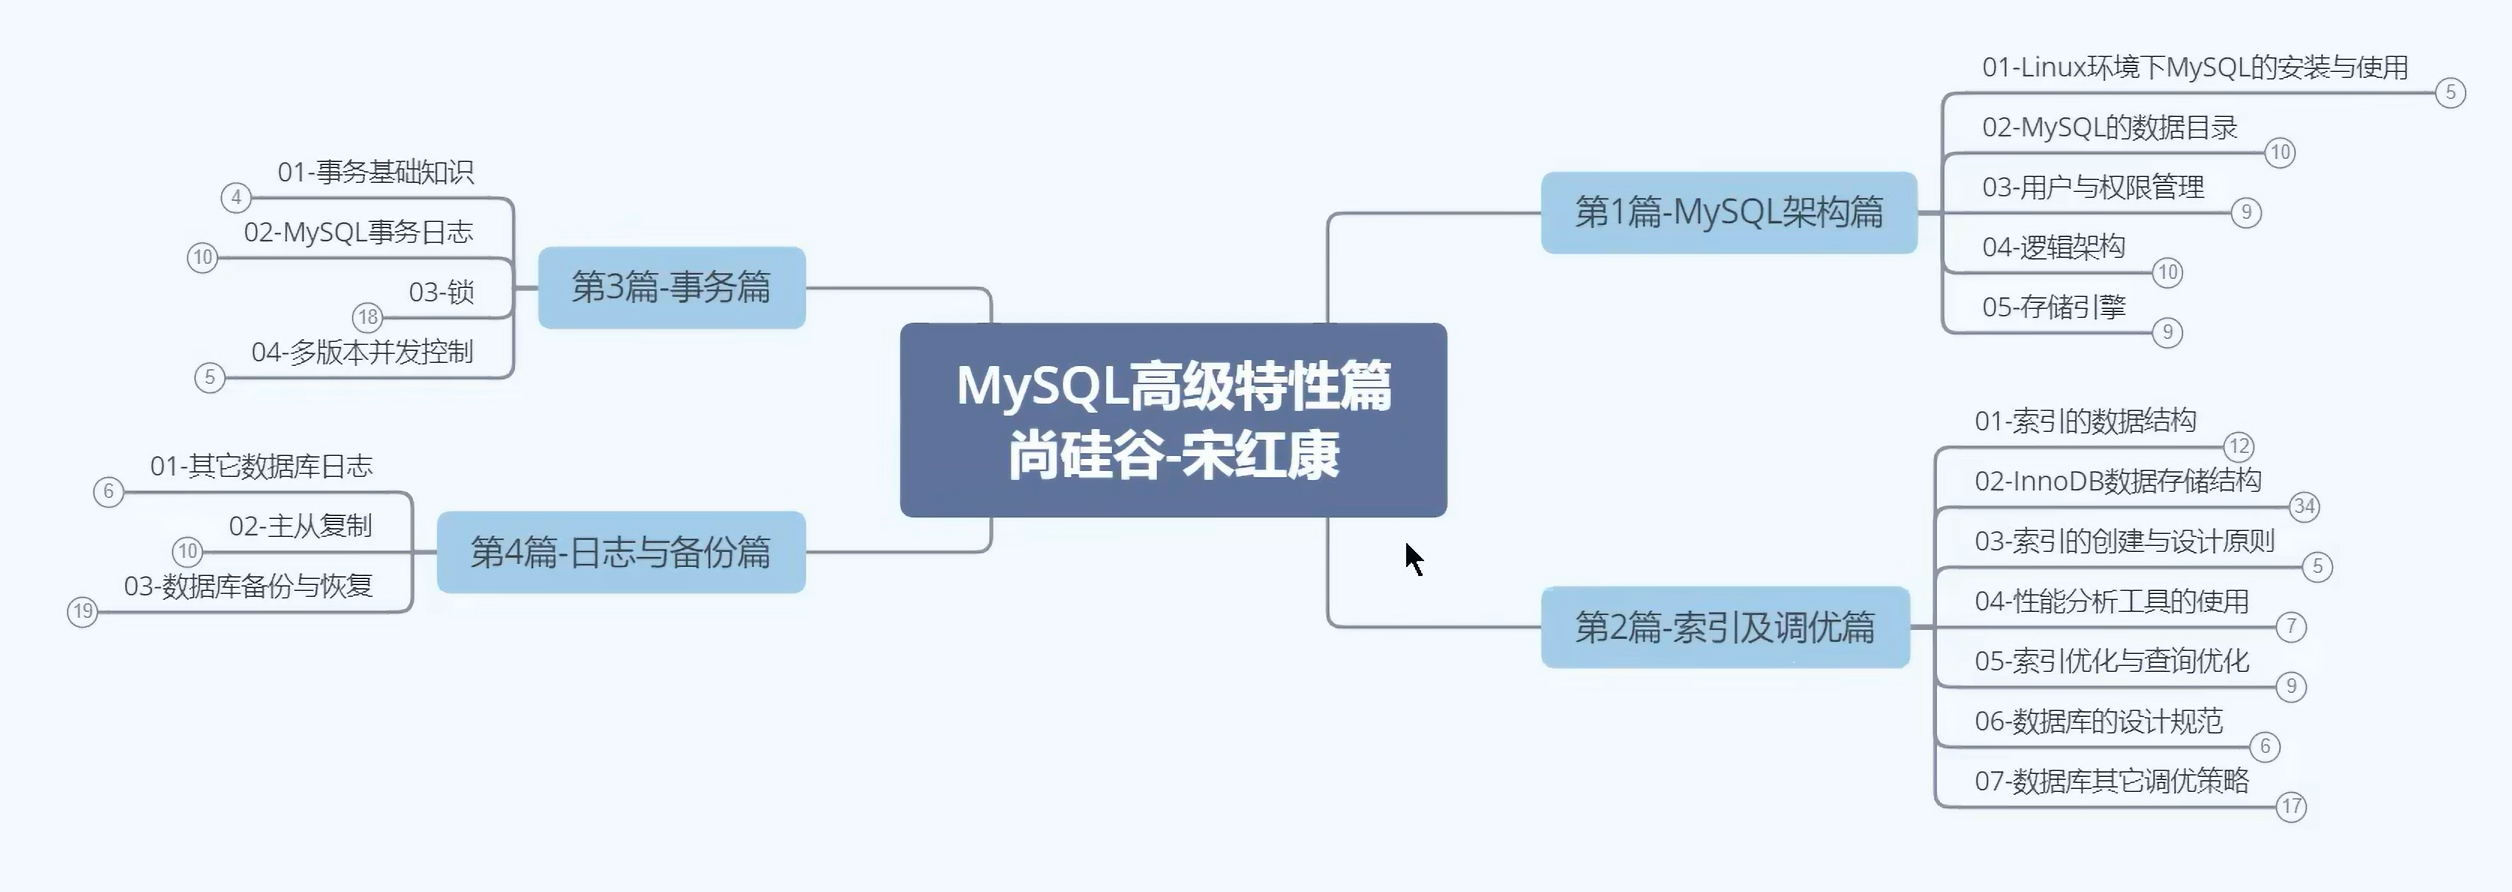 MySQL高级特性篇
尚硅谷-宋红康
第1篇-MySQL架构篇
01-Linux环境下MySQL的安装与使用
5
02-MySQL的数据目录
10
03-用户与权限管理
9
04-逻辑架构
10
05-存储引擎
9
第2篇-索引及调优篇
01-索引的数据结构
12
02-InnoDB数据存储结构
34
03-索引的创建与设计原则
5
04-性能分析工具的使用
7
05-索引优化与查询优化
9
06-数据库的设计规范
6
07-数据库其它调优策略
17
第3篇-事务篇
01-事务基础知识
4
02-MySQL事务日志
10
03-锁
18
04-多版本并发控制
5
第4篇-日志与备份篇
01-其它数据库日志
6
02-主从复制
10
03-数据库备份与恢复
19